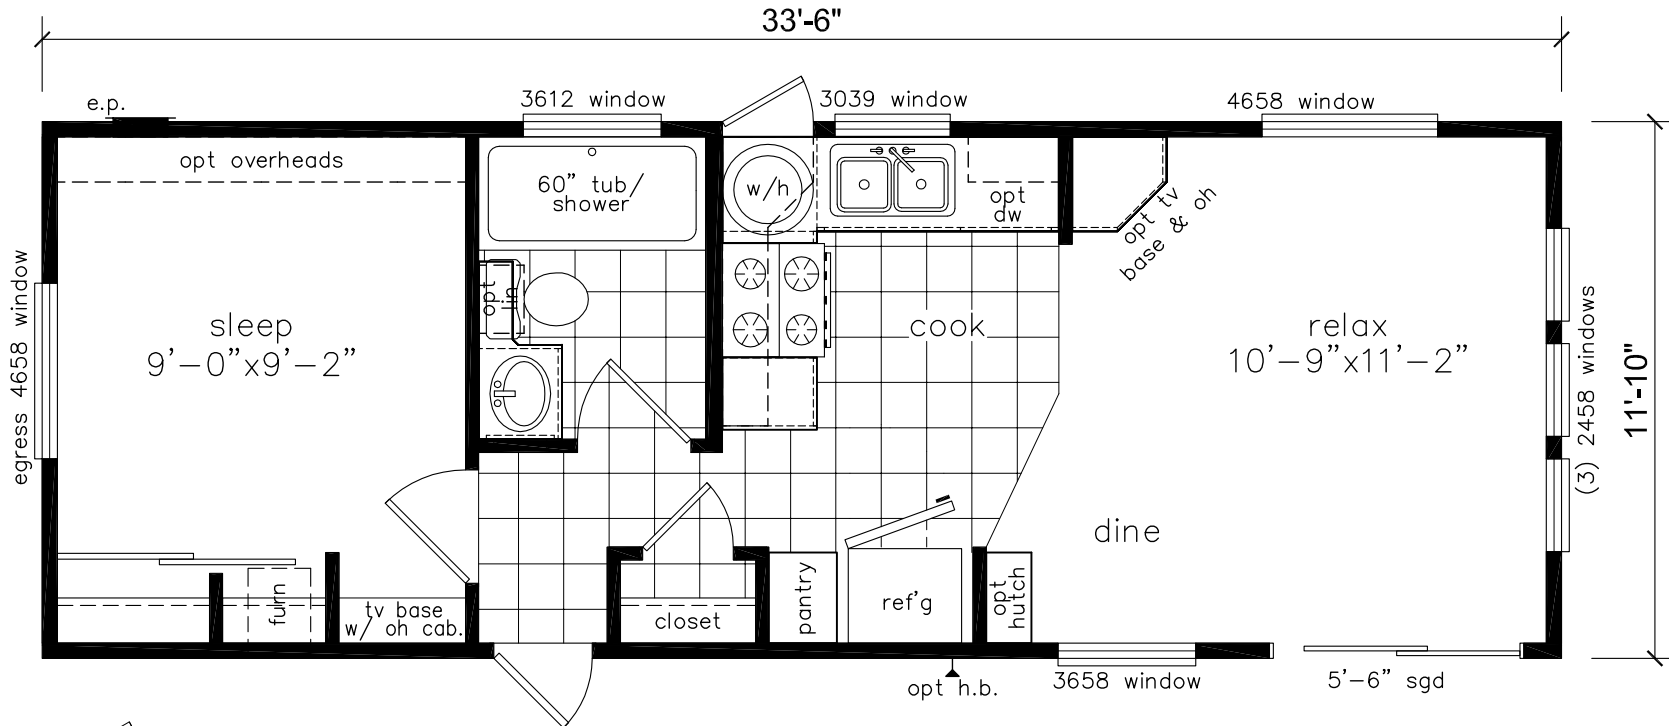 33'-6"
e.p.
3612 window
3039 window
4658 window
opt overheads
60" tub/
shower
w/h
opt
dw
opt tv
base & oh
egress 4658 window
sleep
9'-0"x9'-2"
opt
lin
cook
relax
10'-9"x11'-2"
(3) 2458 windows
11'-10"
dine
furn
tv base
w/ oh cab.
closet
pantry
ref'g
opt
hutch
opt h.b.
3658 window
5'-6" sgd